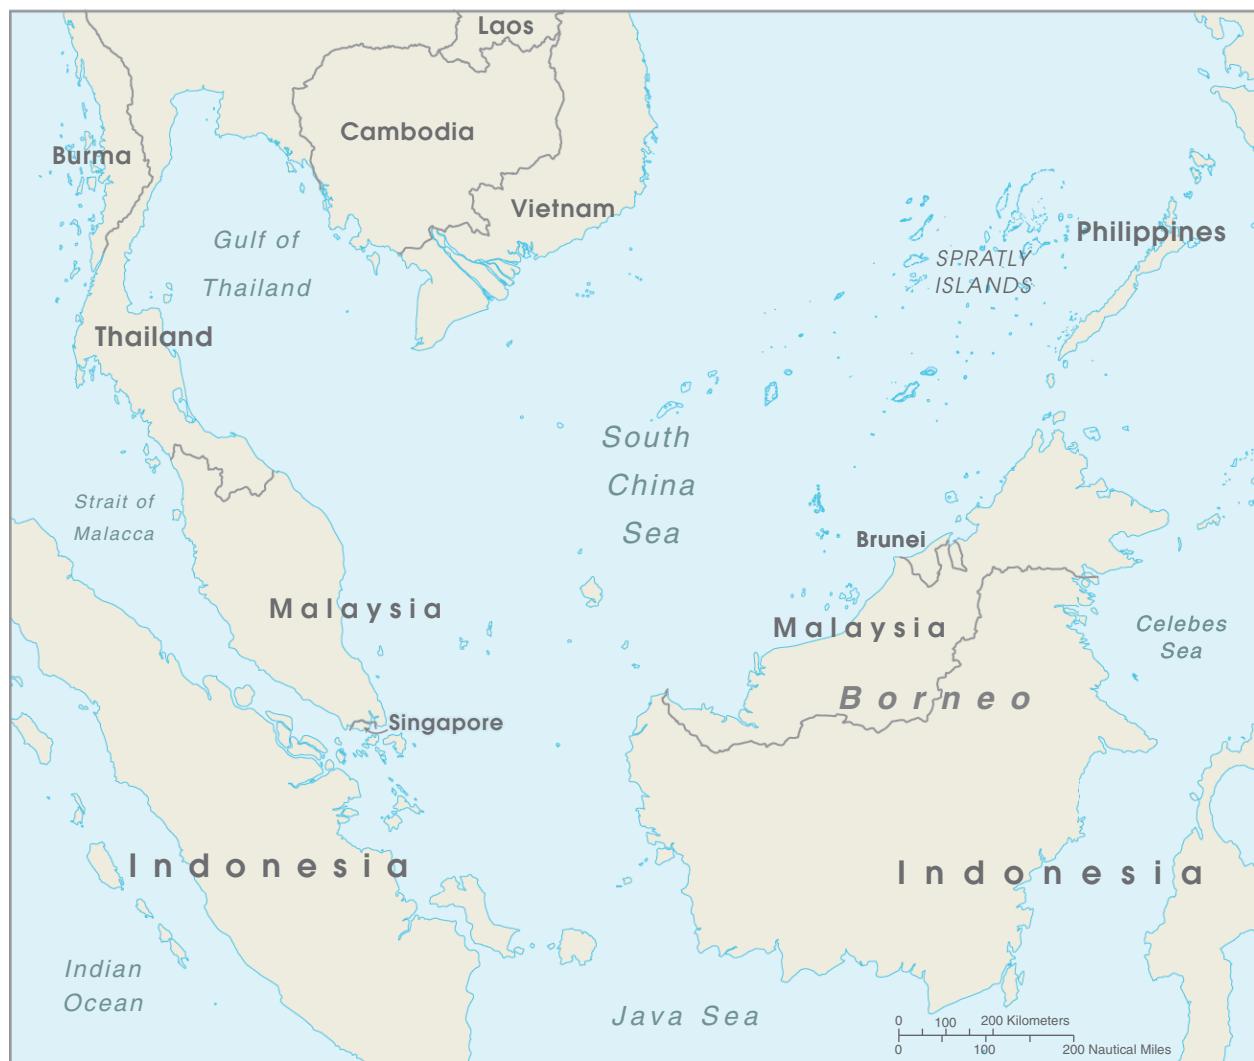 Laos
Cambodia
Burma
Vietnam
Gulf of
Thailand
Philippines
SPRATLY
ISLANDS
Thailand
South
China
Sea
Strait of
Malacca
Brunei
Malaysia
Malaysia
Celebes
Sea
Borneo
Singapore
Indonesia
Indonesia
Indian
Ocean
Java Sea
0 100 200 Kilometers
0 100 200 Nautical Miles